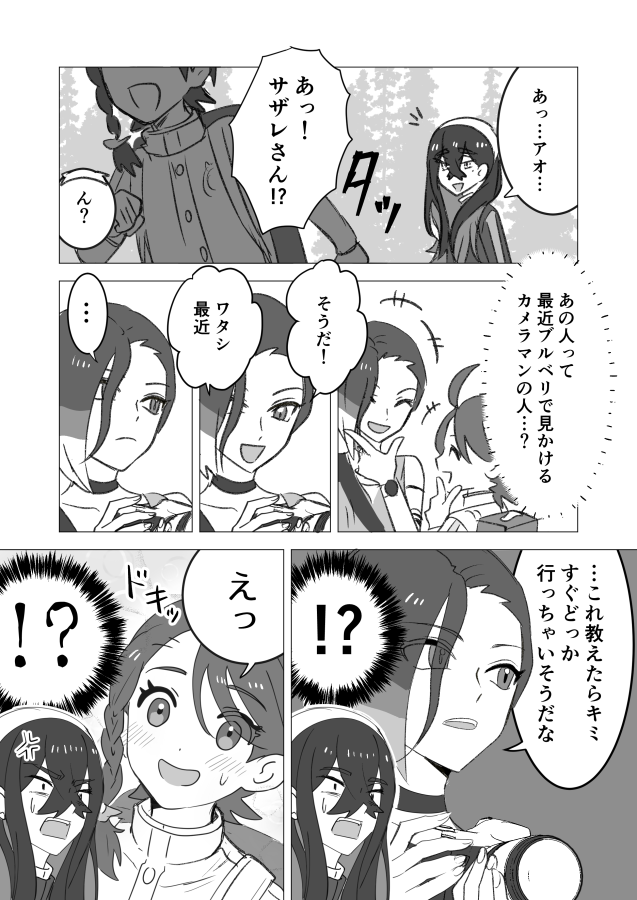 あっ…アオ…
あっ!
サザレさん!?
ダッ
ん?
あの人って
最近ブルベリで見かける
カメラマンの人…?
そうだ!
ワタシ
最近
…
…これ教えたらキミ
すぐどっか
行っちゃいそうだな
!?
えっ
ドキッ
!?